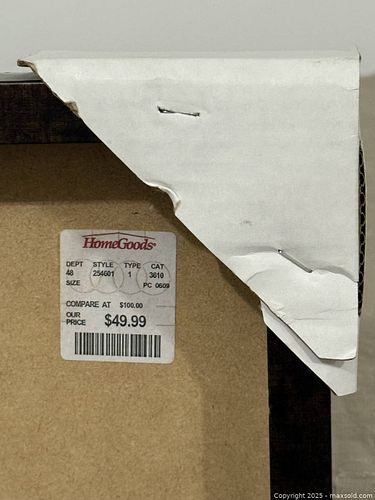 HomeGoods®
DEPT STYLE TYPE CAT
48 254601 1 3610
SIZE PC 0609
COMPARE AT $100.00
OUR
PRICE $49.99
Copyright 2025 - maxsold.com